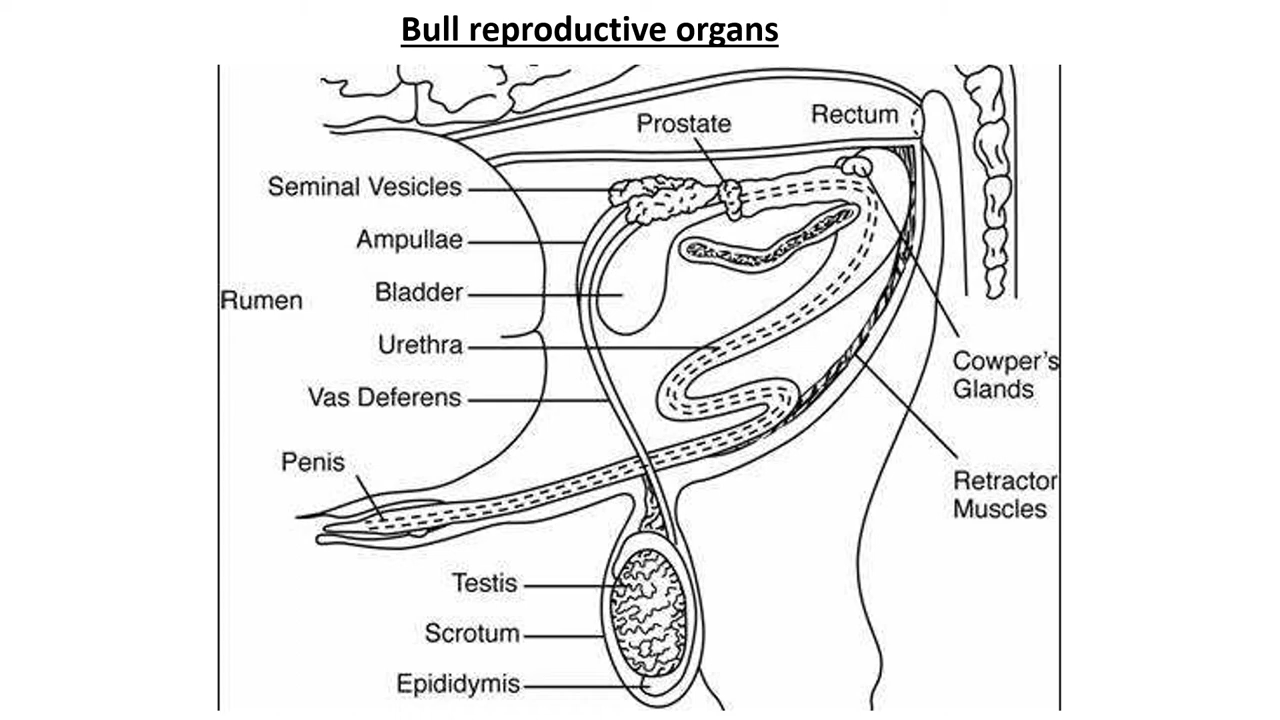 Bull reproductive organs
Prostate
Rectum
Seminal Vesicles
Ampullae
Bladder
Rumen
Urethra
Cowper's
Glands
Vas Deferens
Penis
Retractor
Muscles
Testis
Scrotum
Epididymis